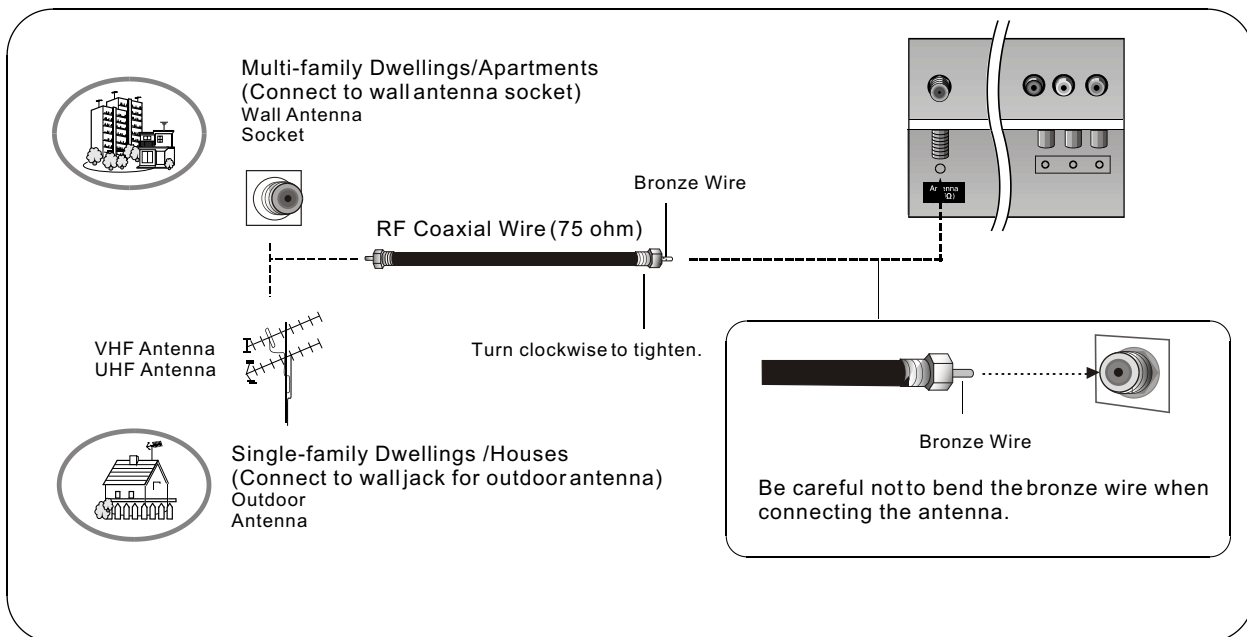 Multi-family Dwellings/Apartments
(Connect to wall antenna socket)
Wall Antenna
Socket
Bronze Wire
RF Coaxial Wire (75 ohm)
Turn clockwise to tighten.
VHF Antenna
UHF Antenna
Single-family Dwellings /Houses
(Connect to wall jack for outdoor antenna)
Outdoor
Antenna
Bronze Wire
Be careful not to bend the bronze wire when
connecting the antenna.